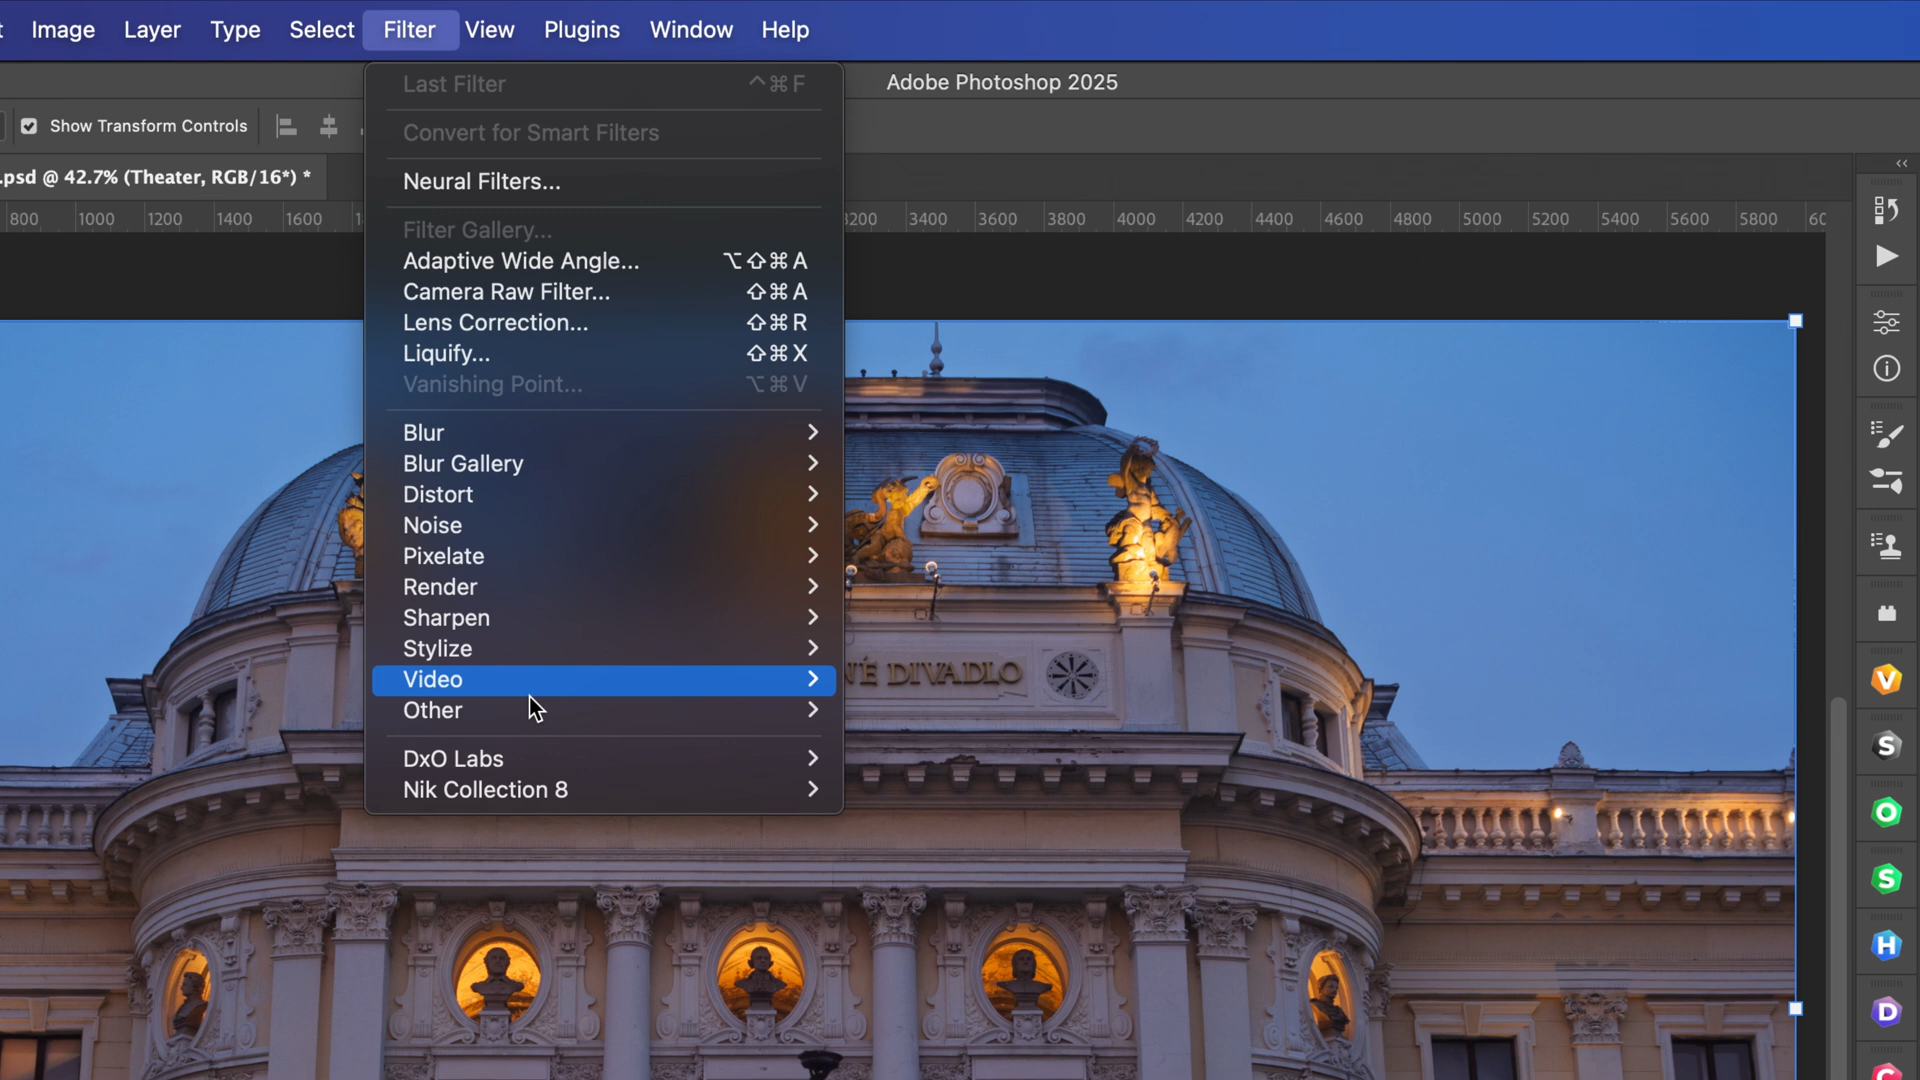 Image Layer Type Select Filter View Plugins Window Help
Adobe Photoshop 2025
Show Transform Controls
.psd @ 42.7% (Theater, RGB/16*) *
800 1000 1200 1400 1600 3200 3400 3600 3800 4000 4200 4400 4600 4800 5000 5200 5400 5600 5800
Last Filter ^⌘F
Convert for Smart Filters
Neural Filters...
Filter Gallery...
Adaptive Wide Angle... ⌥⇧⌘A
Camera Raw Filter... ⇧⌘A
Lens Correction... ⇧⌘R
Liquify... ⇧⌘X
Vanishing Point... ⌥⌘V
Blur
Blur Gallery
Distort
Noise
Pixelate
Render
Sharpen
Stylize
Video
Other
DxO Labs
Nik Collection 8
NÉ DIVADLO
V
S
O
S
H
D